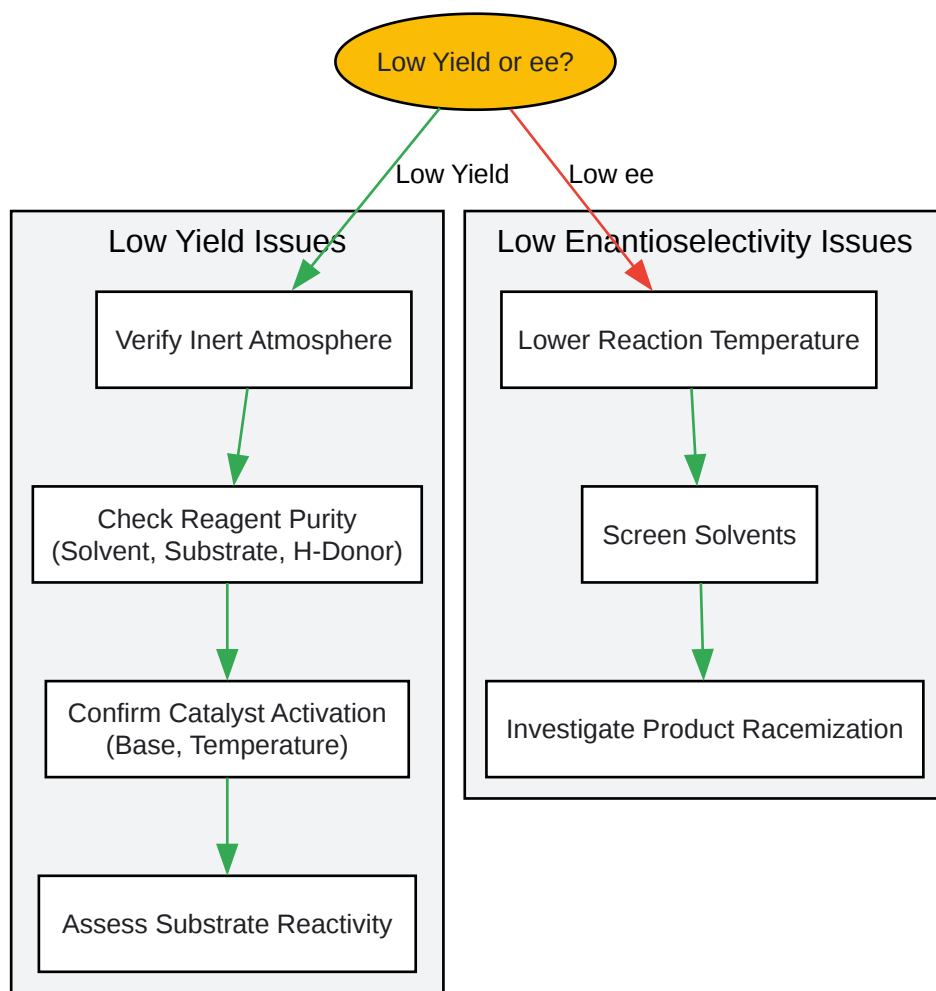 Low Yield or ee?
Low Yield
Low ee
Low Yield Issues
Verify Inert Atmosphere
Check Reagent Purity
(Solvent, Substrate, H-Donor)
Confirm Catalyst Activation
(Base, Temperature)
Assess Substrate Reactivity
Low Enantioselectivity Issues
Lower Reaction Temperature
Screen Solvents
Investigate Product Racemization